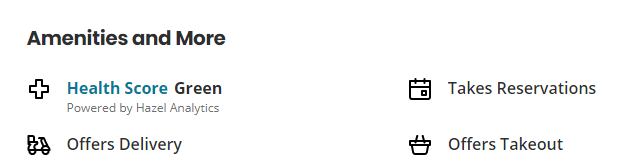 Amenities and More
Health Score Green
Powered by Hazel Analytics
Takes Reservations
Offers Delivery
Offers Takeout